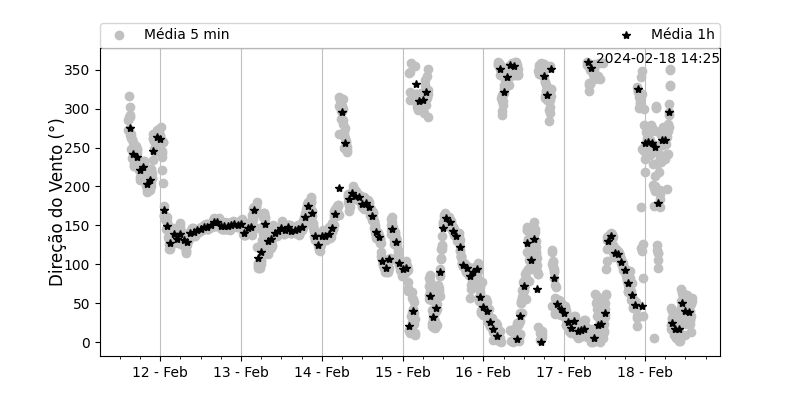 Média 5 min
Média 1h
2024-02-18 14:25
Direção do Vento (°)
350
300
250
200
150
100
50
0
12 - Feb
13 - Feb
14 - Feb
15 - Feb
16 - Feb
17 - Feb
18 - Feb